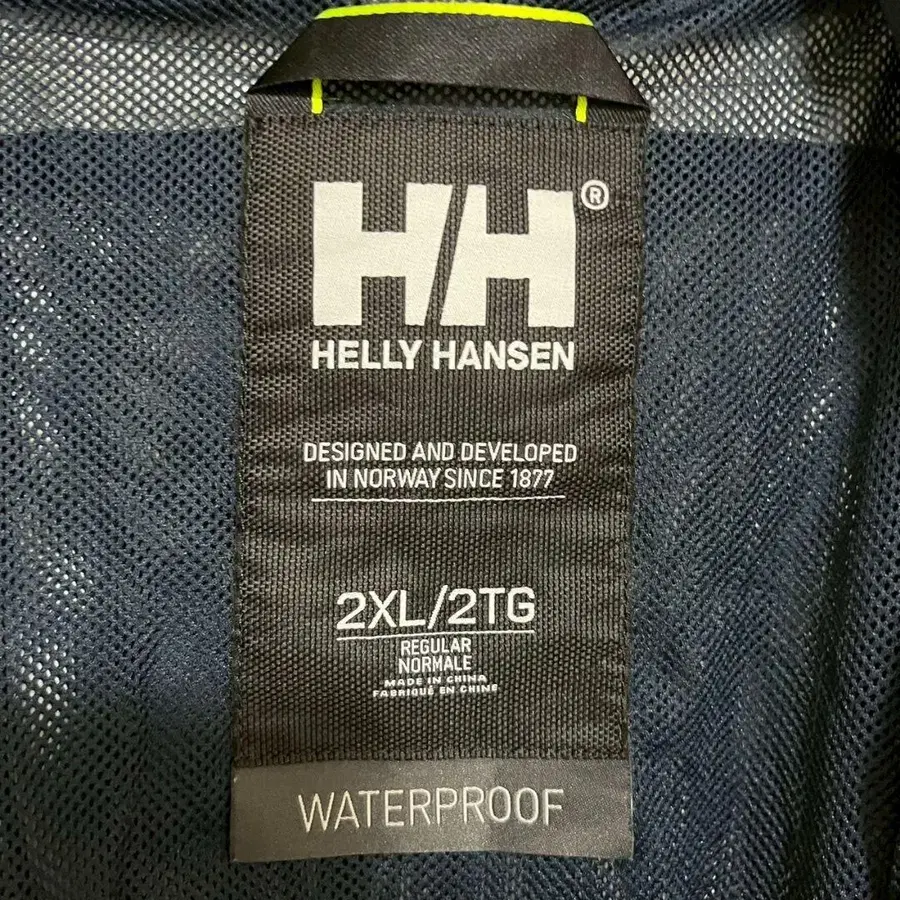 HH®
HELLY HANSEN
DESIGNED AND DEVELOPED
IN NORWAY SINCE 1877
2XL/2TG
REGULAR
NORMALE
MADE IN CHINA
FABRIQUÉ EN CHINE
WATERPROOF